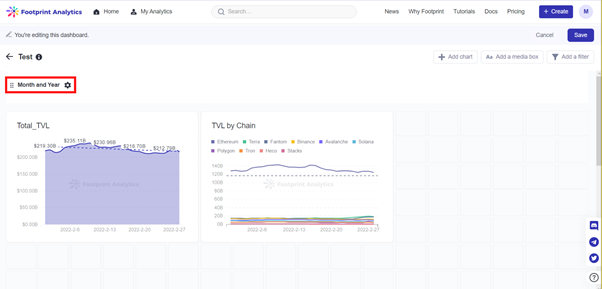 Footprint Analytics
Home
My Analytics
Search...
News
Why Footprint
Tutorials
Docs
Pricing
+ Create
M
You're editing this dashboard.
Cancel
Save
Test
Add chart
Aa Add a media box
Add a filter
Month and Year
Total_TVL
$219.30B
$235.11B
$230.96B
$218.70B
$212.79B
$200.00B
$150.00B
$100.00B
$50.00B
$0.00B
2022-2-6
2022-2-13
2022-2-20
2022-2-27
Footprint Analytics
TVL by Chain
Ethereum
Terra
Fantom
Binance
Avalanche
Solana
Polygon
Tron
Heco
Stacks
140B
120B
100B
80B
60B
40B
20B
0B
2022-2-6
2022-2-13
2022-2-20
2022-2-27
Footprint Analytics